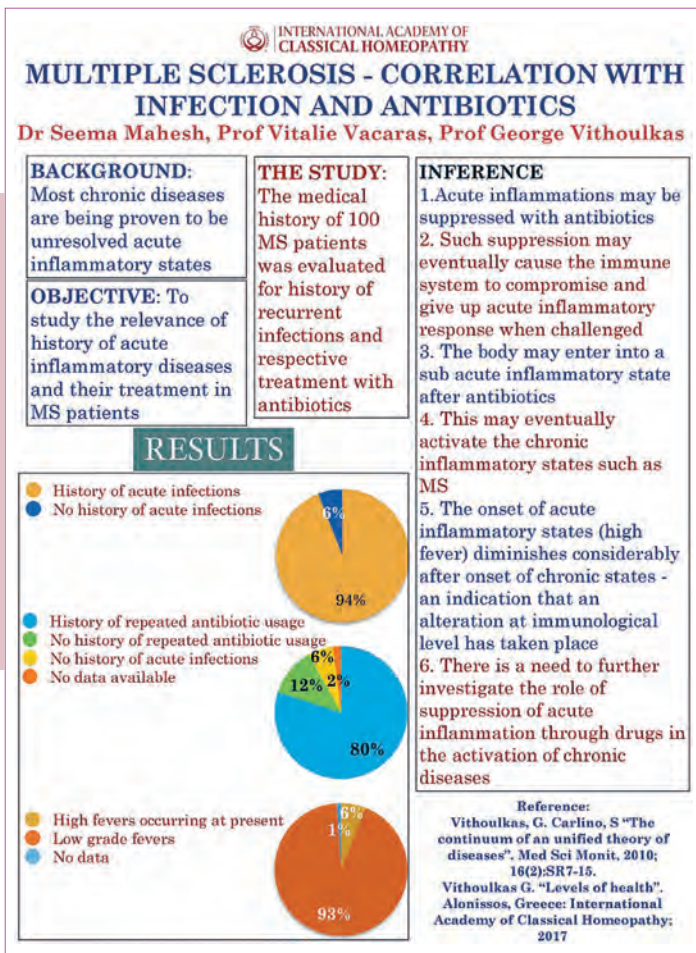 INTERNATIONAL ACADEMY OF
CLASSICAL HOMEOPATHY
MULTIPLE SCLEROSIS - CORRELATION WITH
INFECTION AND ANTIBIOTICS
Dr Seema Mahesh, Prof Vitalie Vacaras, Prof George Vithoulkas
BACKGROUND:
Most chronic diseases
are being proven to be
unresolved acute
inflammatory states
OBJECTIVE: To
study the relevance of
history of acute
inflammatory diseases
and their treatment in
MS patients
THE STUDY:
The medical
history of 100
MS patients
was evaluated
for history of
recurrent
infections and
respective
treatment with
antibiotics
RESULTS
History of acute infections
No history of acute infections
6%
94%
History of repeated antibiotic usage
No history of repeated antibiotic usage
No history of acute infections
No data available
6%
12%
2%
80%
High fevers occurring at present
Low grade fevers
No data
6%
1%
93%
INFERENCE
1.Acute inflammations may be
suppressed with antibiotics
2. Such suppression may
eventually cause the immune
system to compromise and
give up acute inflammatory
response when challenged
3. The body may enter into a
sub acute inflammatory state
after antibiotics
4. This may eventually
activate the chronic
inflammatory states such as
MS
5. The onset of acute
inflammatory states (high
fever) diminishes considerably
after onset of chronic states -
an indication that an
alteration at immunological
level has taken place
6. There is a need to further
investigate the role of
suppression of acute
inflammation through drugs in
the activation of chronic
diseases
Reference:
Vithoulkas, G. Carlino, S "The
continuum of an unified theory of
diseases". Med Sci Monit, 2010;
16(2):SR7-15.
Vithoulkas G. "Levels of health".
Alonissos, Greece: International
Academy of Classical Homeopathy;
2017